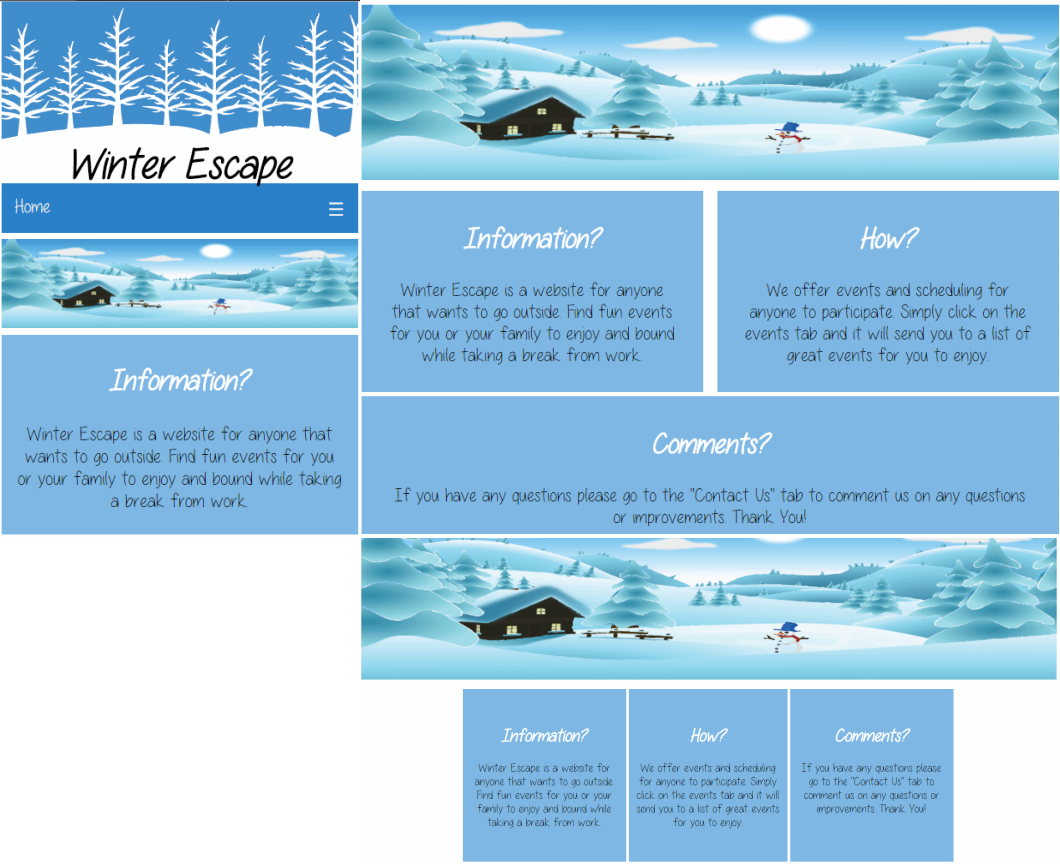 Winter Escape
Home
Information?
Winter Escape is a website for anyone that
wants to go outside. Find fun events for you
or your family to enjoy and bound while taking
a break from work.
Information?
Winter Escape is a website for anyone
that wants to go outside. Find fun events
for you or your family to enjoy and bound
while taking a break from work.
How?
We offer events and scheduling for
anyone to participate. Simply click on the
events tab and it will send you to a list of
great events for you to enjoy.
Comments?
If you have any questions please go to the "Contact Us" tab to comment us on any questions
or improvements. Thank You!
Information?
Winter Escape is a website for
anyone that wants to go outside.
Find fun events for you or your
family to enjoy and bound while
taking a break from work.
How?
We offer events and scheduling
for anyone to participate. Simply
click on the events tab and it will
send you to a list of great events
for you to enjoy.
Comments?
If you have any questions please
go to the "Contact Us" tab to
comment us on any questions or
improvements. Thank You!